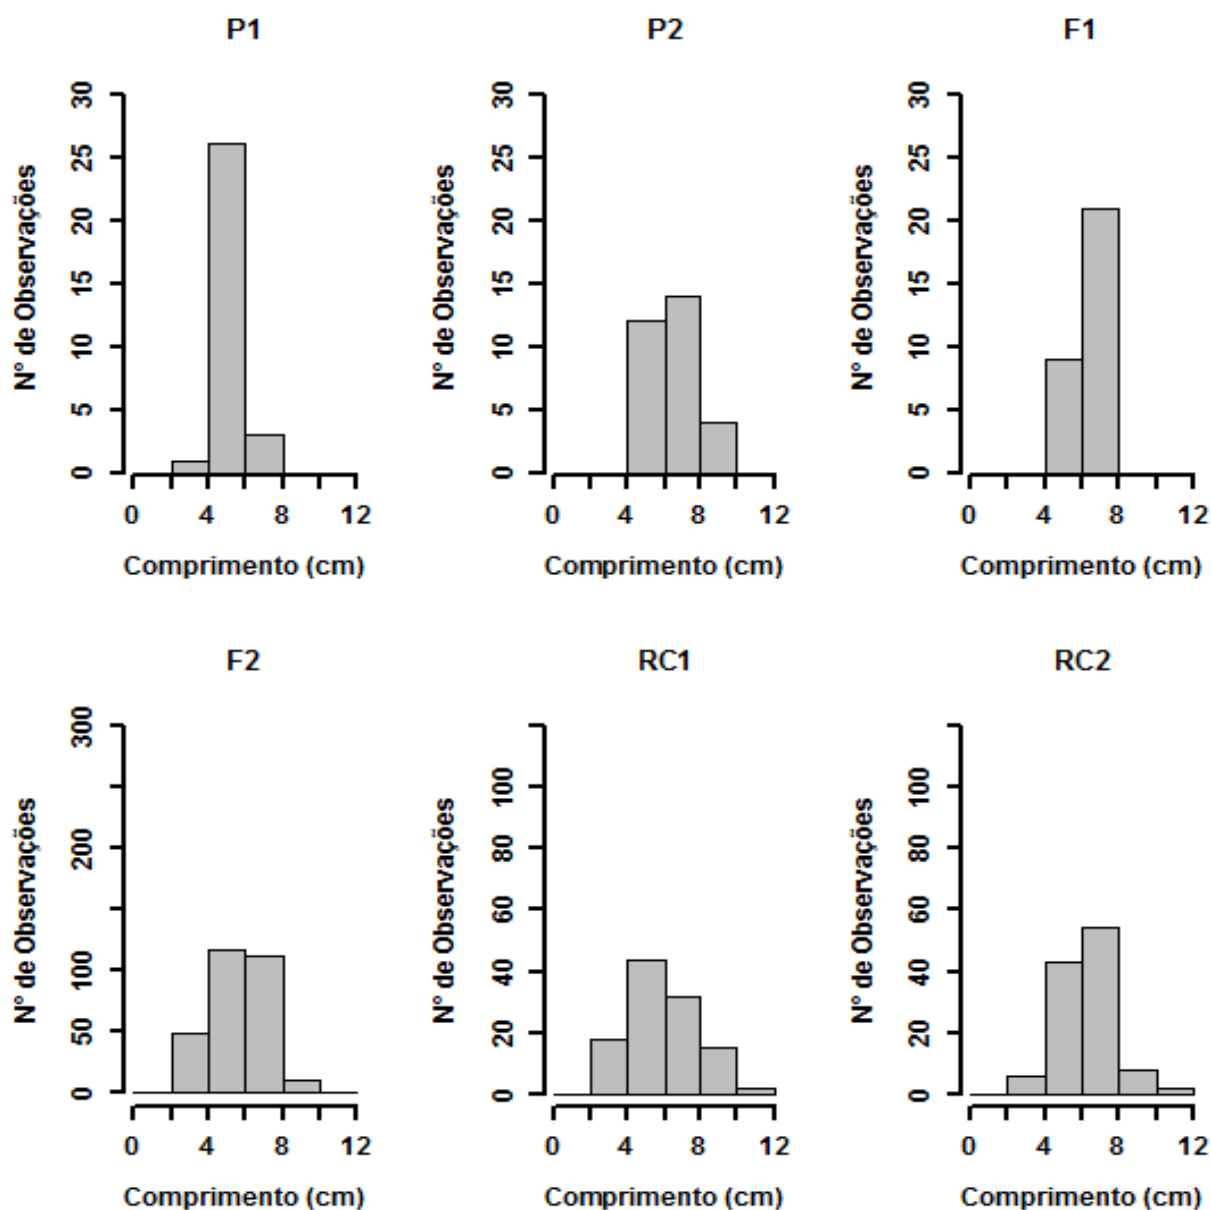 P1
P2
F1
N° de Observações
0 5 10 15 20 25 30
0 4 8 12
Comprimento (cm)
N° de Observações
0 5 10 15 20 25 30
0 4 8 12
Comprimento (cm)
N° de Observações
0 5 10 15 20 25 30
0 4 8 12
Comprimento (cm)
F2
RC1
RC2
N° de Observações
0 50 100 200 300
0 4 8 12
Comprimento (cm)
N° de Observações
0 20 40 60 80 100
0 4 8 12
Comprimento (cm)
N° de Observações
0 20 40 60 80 100
0 4 8 12
Comprimento (cm)